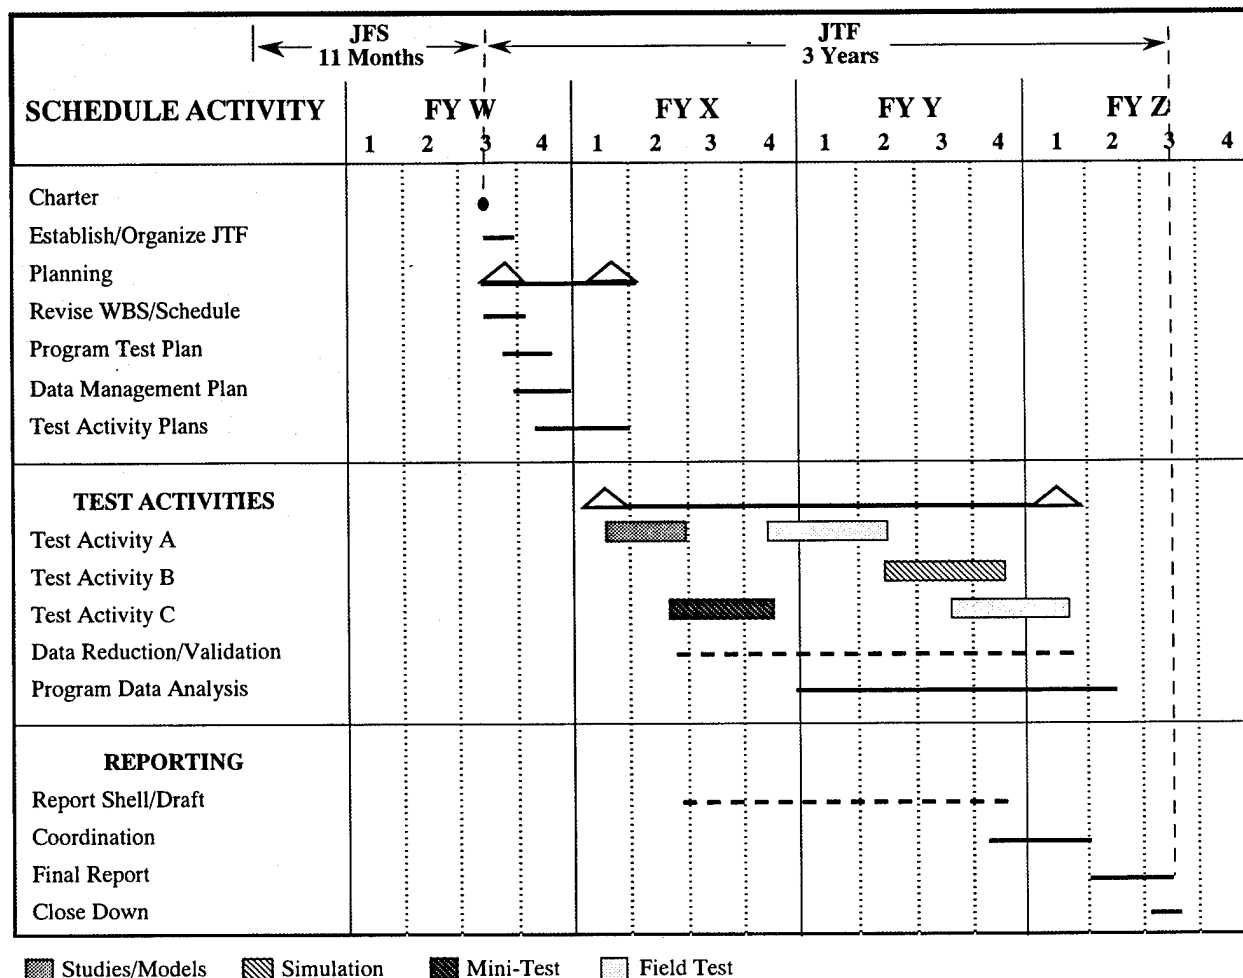 JFS
11 Months
JTF
3 Years
SCHEDULE ACTIVITY
FY W
FY X
FY Y
FY Z
1 2 3 4 1 2 3 4 1 2 3 4 1 2 3 4
Charter
Establish/Organize JTF
Planning
Revise WBS/Schedule
Program Test Plan
Data Management Plan
Test Activity Plans
TEST ACTIVITIES
Test Activity A
Test Activity B
Test Activity C
Data Reduction/Validation
Program Data Analysis
REPORTING
Report Shell/Draft
Coordination
Final Report
Close Down
Studies/Models
Simulation
Mini-Test
Field Test